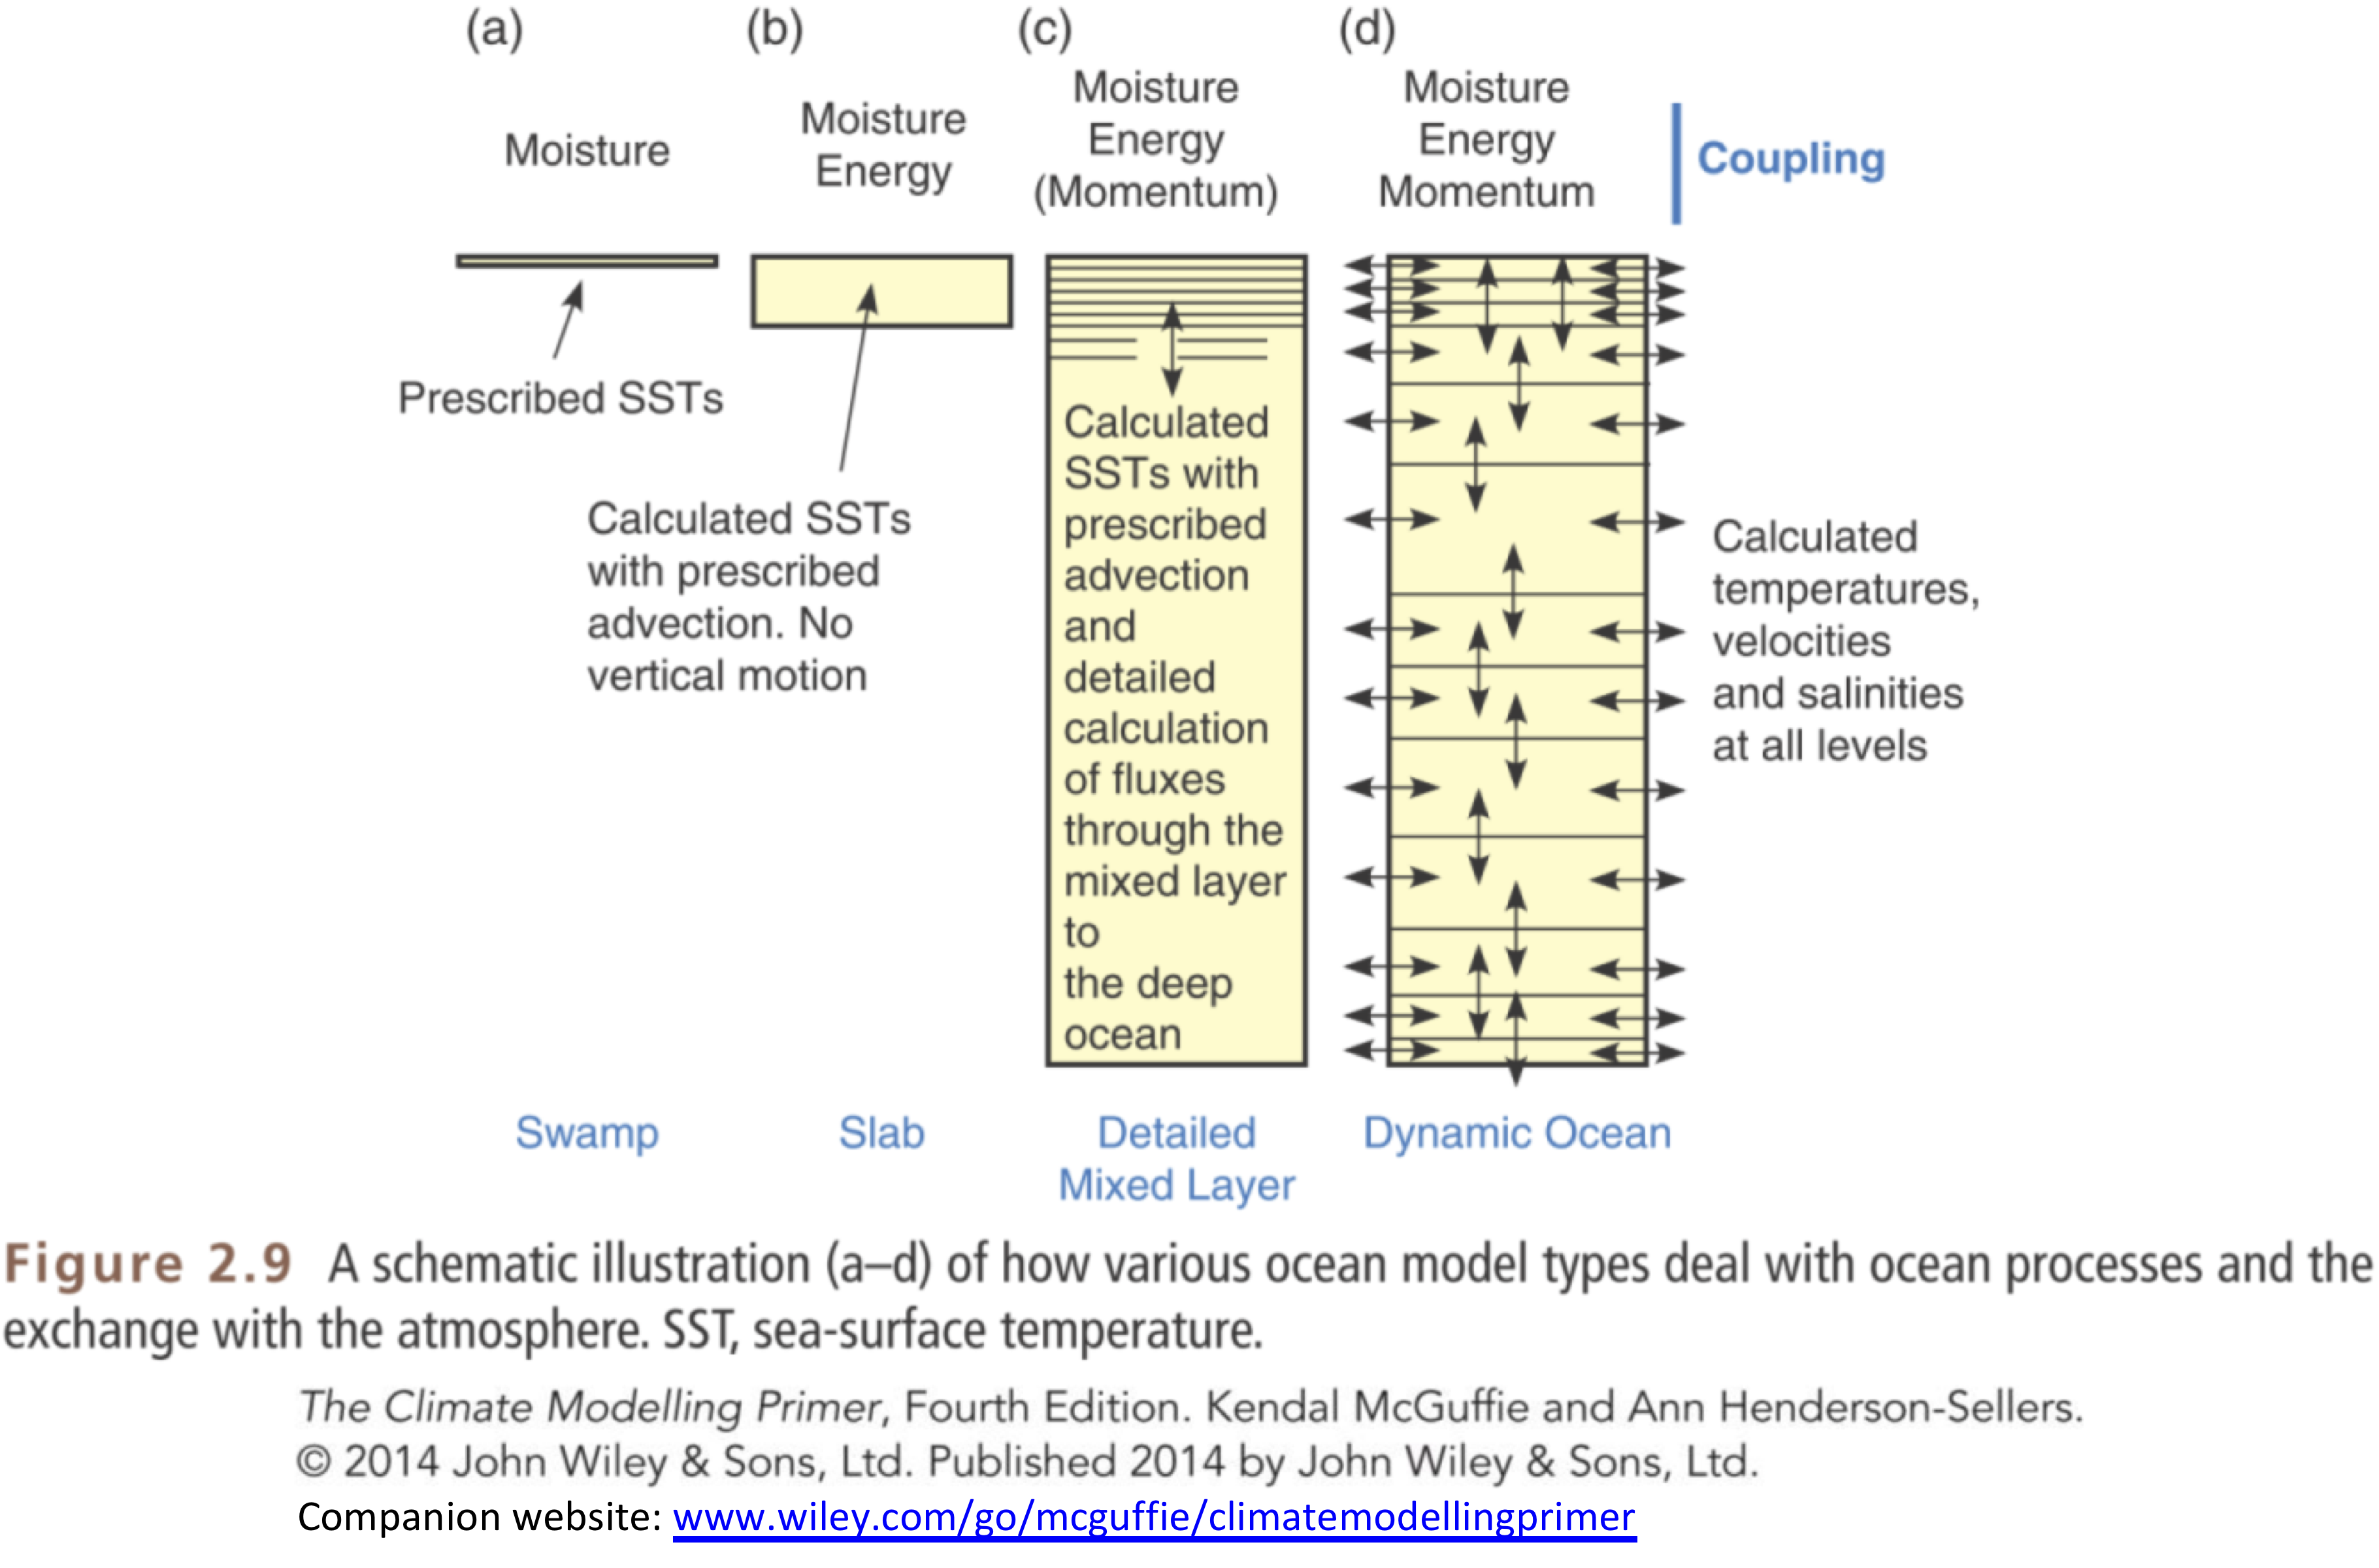 (a)
Moisture
Prescribed SSTs
Swamp
(b)
Moisture
Energy
Calculated SSTs
with prescribed
advection. No
vertical motion
Slab
(c)
Moisture
Energy
(Momentum)
Calculated
SSTs with
prescribed
advection
and
detailed
calculation
of fluxes
through the
mixed layer
to
the deep
ocean
Detailed
Mixed Layer
(d)
Moisture
Energy
Momentum
Coupling
Calculated
temperatures,
velocities
and salinities
at all levels
Dynamic Ocean
Figure 2.9 A schematic illustration (a–d) of how various ocean model types deal with ocean processes and the
exchange with the atmosphere. SST, sea-surface temperature.
The Climate Modelling Primer, Fourth Edition. Kendal McGuffie and Ann Henderson-Sellers.
© 2014 John Wiley & Sons, Ltd. Published 2014 by John Wiley & Sons, Ltd.
Companion website: www.wiley.com/go/mcguffie/climatemodellingprimer